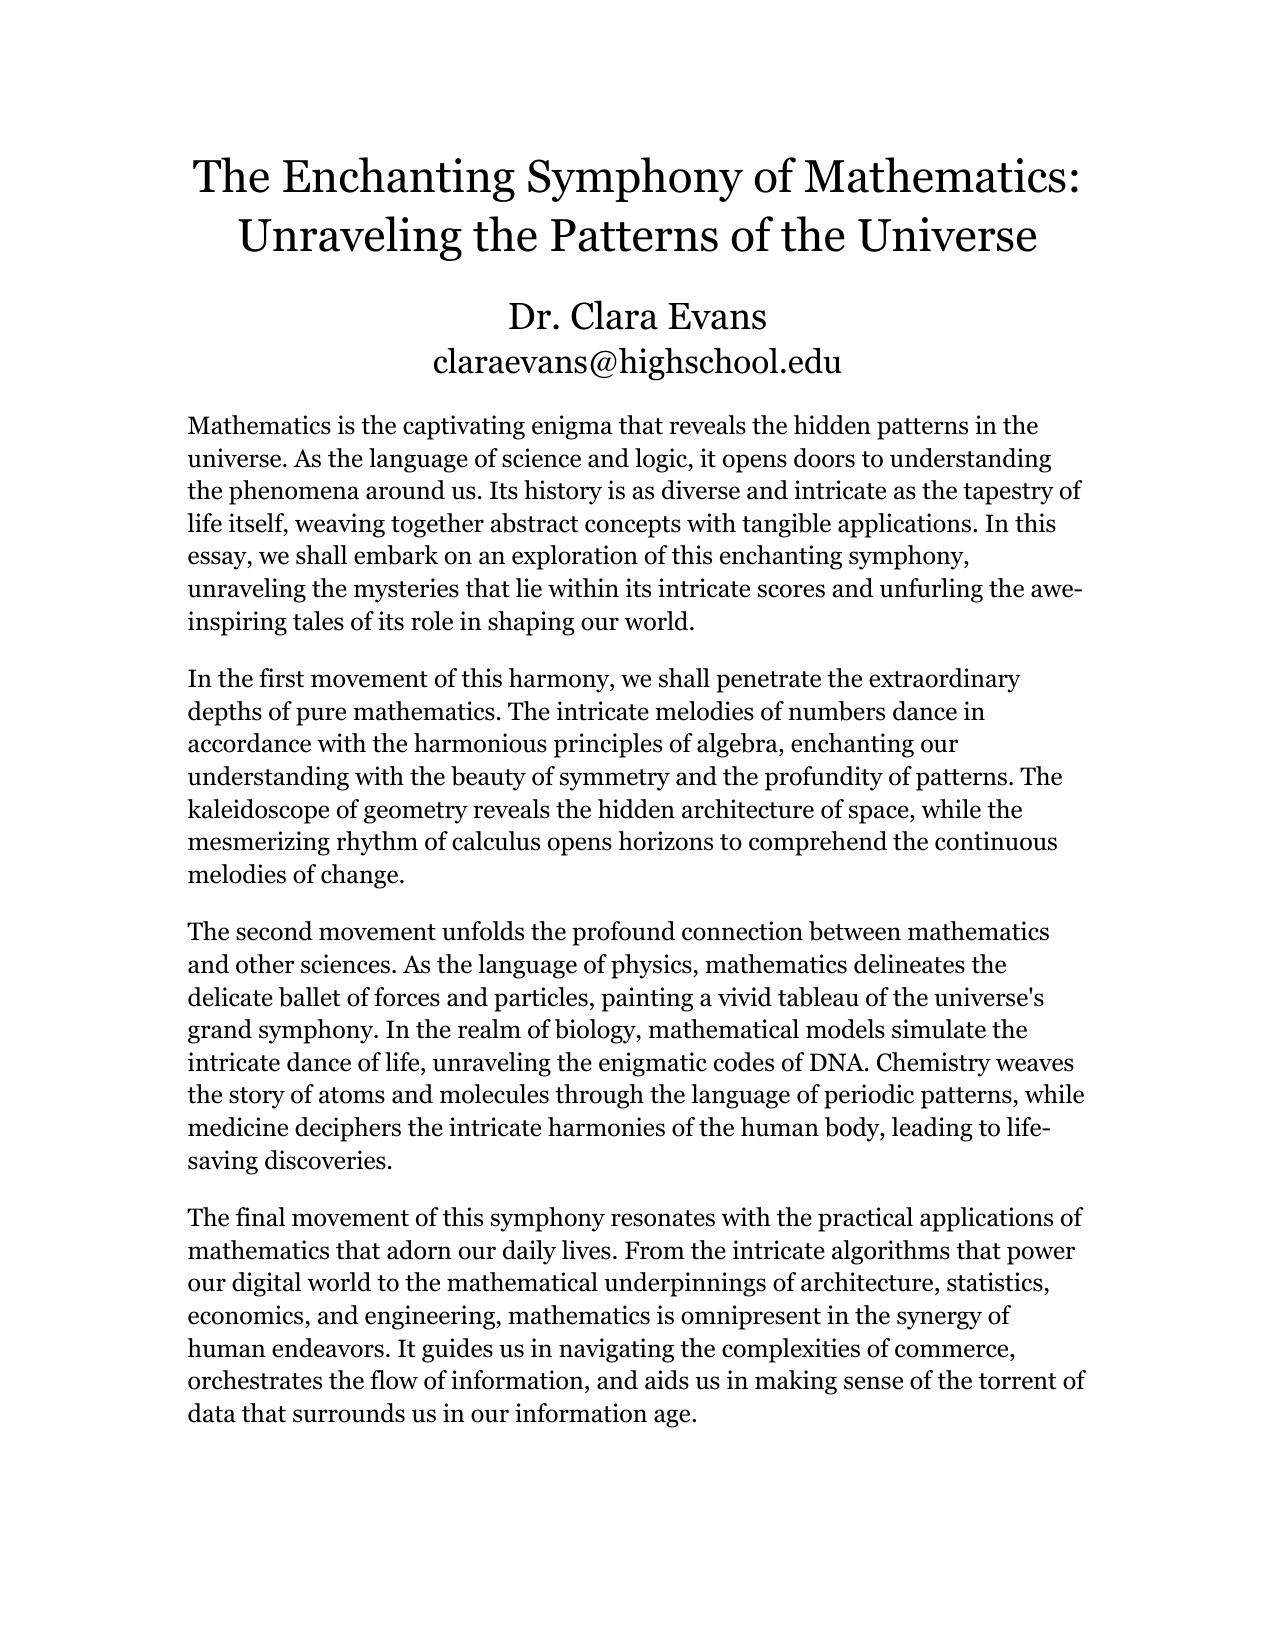 The Enchanting Symphony of Mathematics:
Unraveling the Patterns of the Universe
Dr. Clara Evans
claraevans@highschool.edu
Mathematics is the captivating enigma that reveals the hidden patterns in the
universe. As the language of science and logic, it opens doors to understanding
the phenomena around us. Its history is as diverse and intricate as the tapestry of
life itself, weaving together abstract concepts with tangible applications. In this
essay, we shall embark on an exploration of this enchanting symphony,
unraveling the mysteries that lie within its intricate scores and unfurling the awe-
inspiring tales of its role in shaping our world.
In the first movement of this harmony, we shall penetrate the extraordinary
depths of pure mathematics. The intricate melodies of numbers dance in
accordance with the harmonious principles of algebra, enchanting our
understanding with the beauty of symmetry and the profundity of patterns. The
kaleidoscope of geometry reveals the hidden architecture of space, while the
mesmerizing rhythm of calculus opens horizons to comprehend the continuous
melodies of change.
The second movement unfolds the profound connection between mathematics
and other sciences. As the language of physics, mathematics delineates the
delicate ballet of forces and particles, painting a vivid tableau of the universe's
grand symphony. In the realm of biology, mathematical models simulate the
intricate dance of life, unraveling the enigmatic codes of DNA. Chemistry weaves
the story of atoms and molecules through the language of periodic patterns, while
medicine deciphers the intricate harmonies of the human body, leading to life-
saving discoveries.
The final movement of this symphony resonates with the practical applications of
mathematics that adorn our daily lives. From the intricate algorithms that power
our digital world to the mathematical underpinnings of architecture, statistics,
economics, and engineering, mathematics is omnipresent in the synergy of
human endeavors. It guides us in navigating the complexities of commerce,
orchestrates the flow of information, and aids us in making sense of the torrent of
data that surrounds us in our information age.